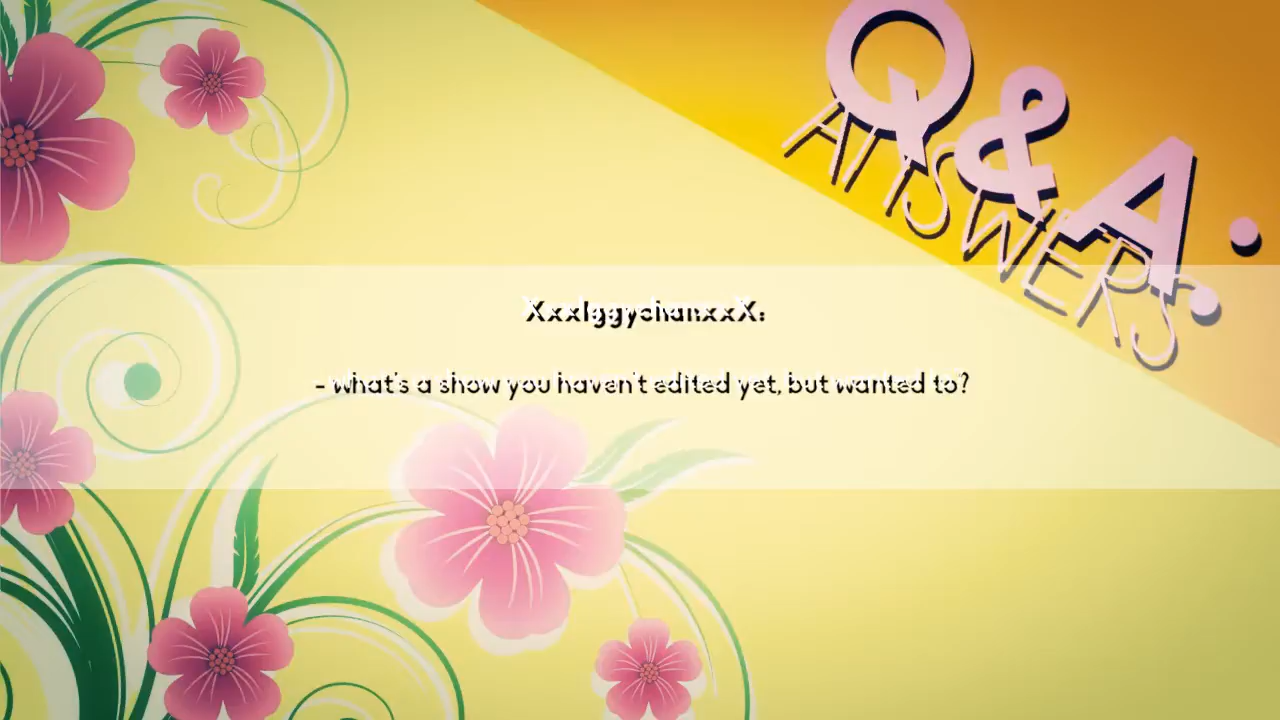 Q & A:
ANSWERS
XxxIggychanxxX:
- what's a show you haven't edited yet, but wanted to?